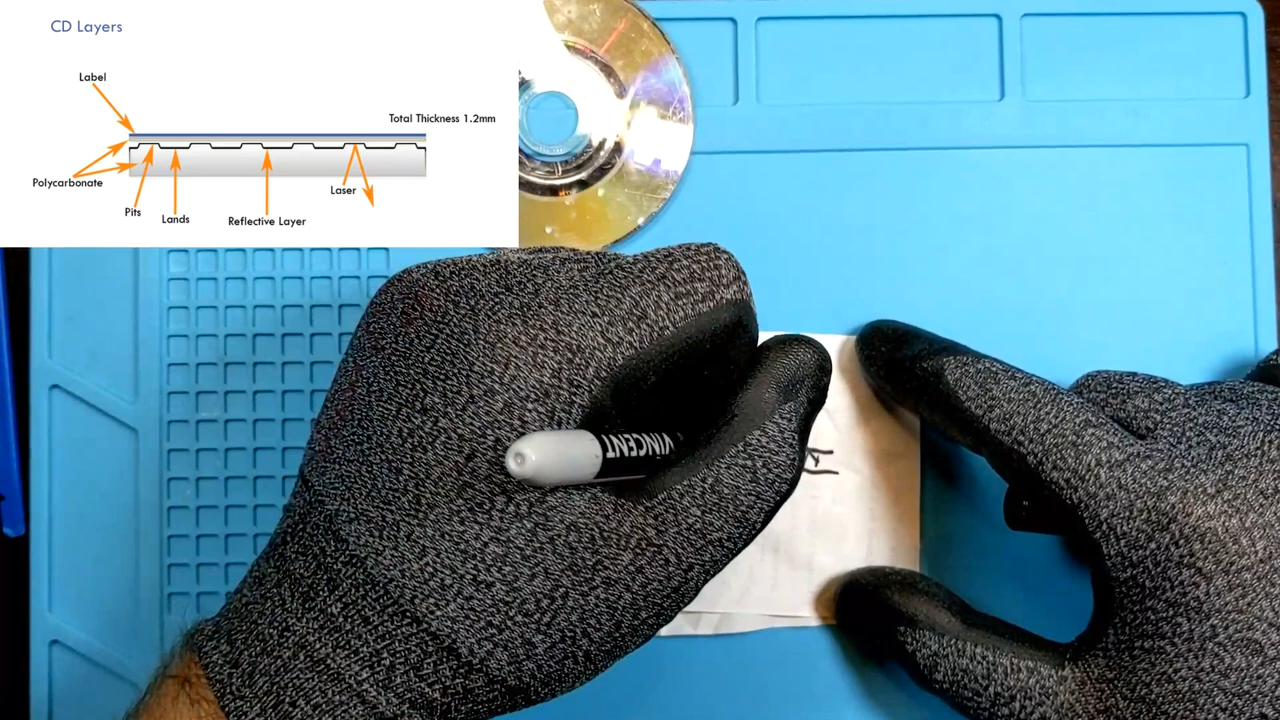 CD Layers
Label
Total Thickness 1.2mm
Polycarbonate
Pits
Lands
Laser
Reflective Layer
VINCENT